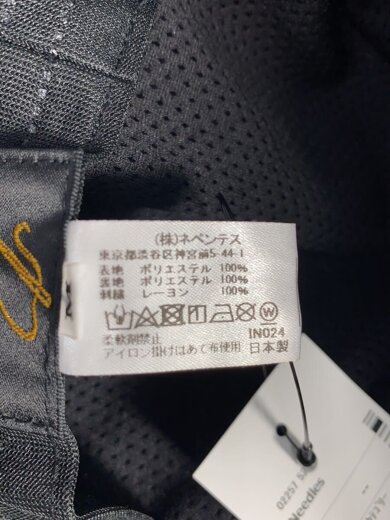 (株)ネペンテス
東京都渋谷区神宮前5-44-1
表地 ポリエステル 100%
裏地 ポリエステル 100%
刺繍 レーヨン 100%
柔軟剤禁止 IN024
アイロン掛けはあて布使用 日本製
M
Needles